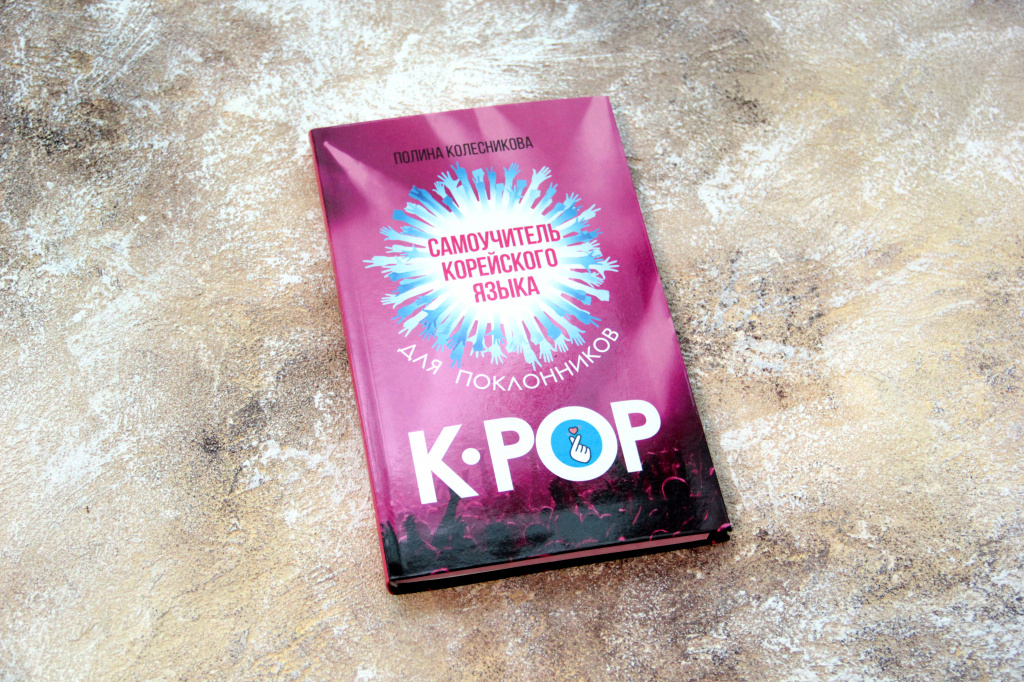 ПОЛИНА КОЛЕСНИКОВА
САМОУЧИТЕЛЬ
КОРЕЙСКОГО
ЯЗЫКА
ДЛЯ ПОКЛОННИКОВ
K·POP